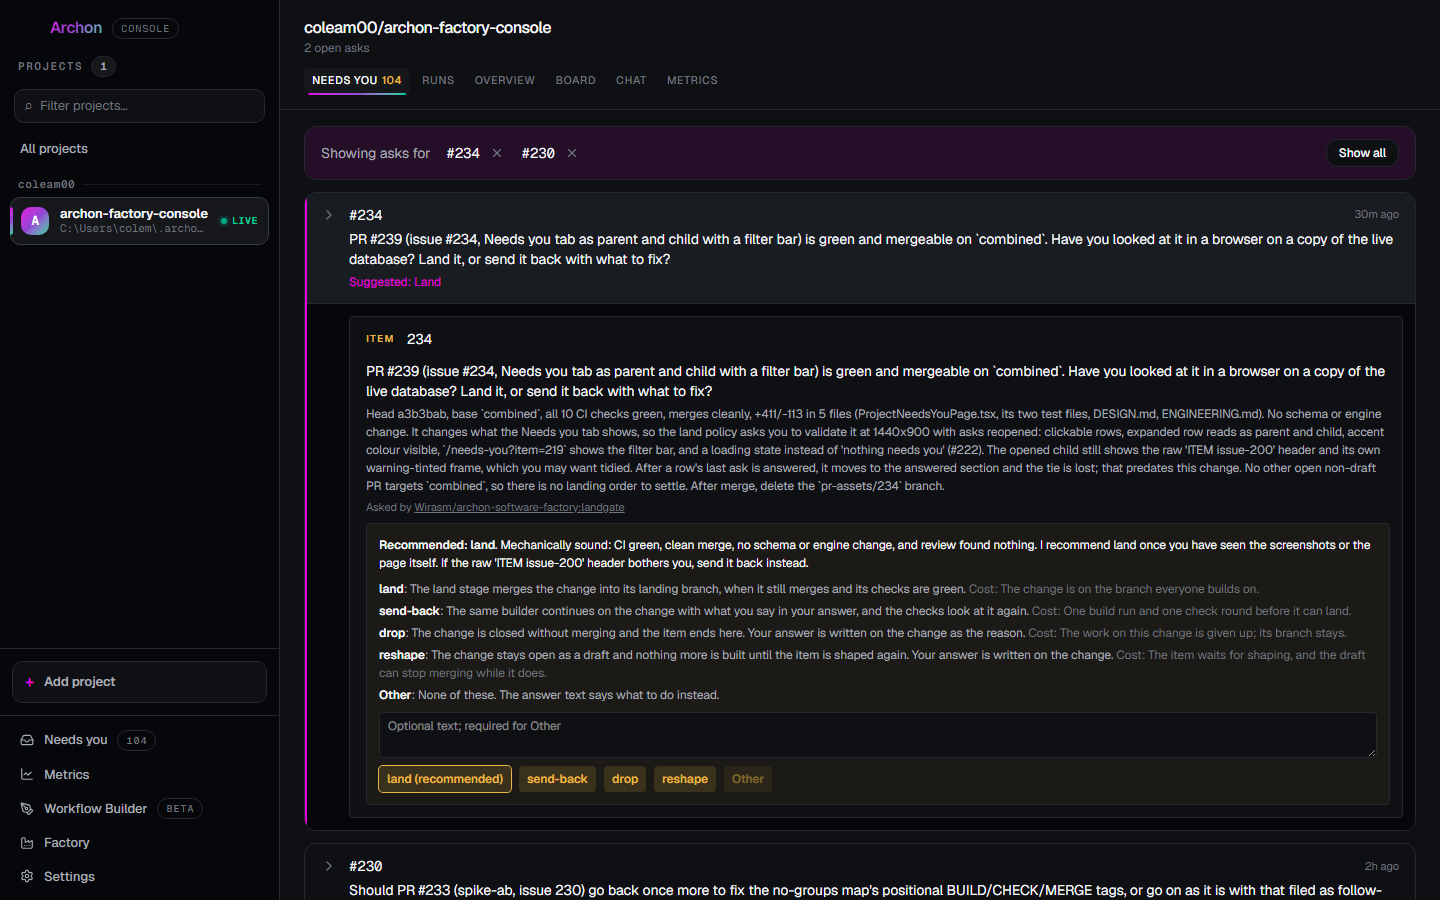 Archon CONSOLE
PROJECTS 1
Filter projects...
All projects
coleam00
A
archon-factory-console
C:\Users\colem\.archo…
LIVE
Add project
Needs you 104
Metrics
Workflow Builder BETA
Factory
Settings
coleam00/archon-factory-console
2 open asks
NEEDS YOU 104 RUNS OVERVIEW BOARD CHAT METRICS
Showing asks for #234 × #230 × Show all
#234 30m ago
PR #239 (issue #234, Needs you tab as parent and child with a filter bar) is green and mergeable on `combined`. Have you looked at it in a browser on a copy of the live
database? Land it, or send it back with what to fix?
Suggested: Land
ITEM 234
PR #239 (issue #234, Needs you tab as parent and child with a filter bar) is green and mergeable on `combined`. Have you looked at it in a browser on a copy of the
live database? Land it, or send it back with what to fix?
Head a3b3bab, base `combined`, all 10 CI checks green, merges cleanly, +411/-113 in 5 files (ProjectNeedsYouPage.tsx, its two test files, DESIGN.md, ENGINEERING.md). No schema or engine
change. It changes what the Needs you tab shows, so the land policy asks you to validate it at 1440x900 with asks reopened: clickable rows, expanded row reads as parent and child, accent
colour visible, `/needs-you?item=219` shows the filter bar, and a loading state instead of 'nothing needs you' (#222). The opened child still shows the raw 'ITEM issue-200' header and its own
warning-tinted frame, which you may want tidied. After a row's last ask is answered, it moves to the answered section and the tie is lost; that predates this change. No other open non-draft
PR targets `combined`, so there is no landing order to settle. After merge, delete the `pr-assets/234` branch.
Asked by Wirasm/archon-software-factory:landgate
Recommended: land. Mechanically sound: CI green, clean merge, no schema or engine change, and review found nothing. I recommend land once you have seen the screenshots or the
page itself. If the raw 'ITEM issue-200' header bothers you, send it back instead.
land: The land stage merges the change into its landing branch, when it still merges and its checks are green. Cost: The change is on the branch everyone builds on.
send-back: The same builder continues on the change with what you say in your answer, and the checks look at it again. Cost: One build run and one check round before it can land.
drop: The change is closed without merging and the item ends here. Your answer is written on the change as the reason. Cost: The work on this change is given up; its branch stays.
reshape: The change stays open as a draft and nothing more is built until the item is shaped again. Your answer is written on the change. Cost: The item waits for shaping, and the draft
can stop merging while it does.
Other: None of these. The answer text says what to do instead.
Optional text; required for Other
land (recommended) send-back drop reshape Other
#230 2h ago
Should PR #233 (spike-ab, issue 230) go back once more to fix the no-groups map's positional BUILD/CHECK/MERGE tags, or go on as it is with that filed as follow-